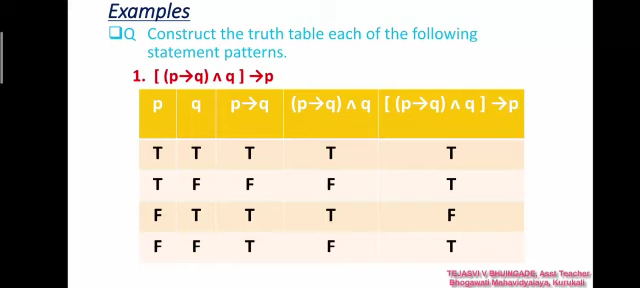 Examples
❑Q Construct the truth table each of the following
statement patterns.
1. [ (p→q) ∧ q ] →p
p q p→q (p→q) ∧ q [ (p→q) ∧ q ] →p
T T T T T
T F F F T
F T T T F
F F T F T
TEJASVI V BHUINGADE, Asst Teacher
Bhogawati Mahavidyalaya, Kurukali